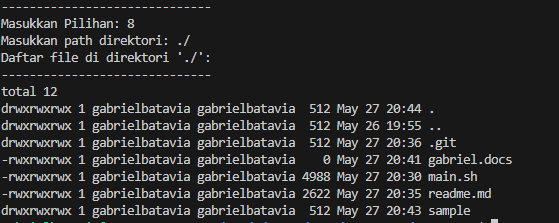 ------------------------------
Masukkan Pilihan: 8
Masukkan path direktori: ./
Daftar file di direktori './':
------------------------------
total 12
drwxrwxrwx 1 gabrielbatavia gabrielbatavia  512 May 27 20:44 .
drwxrwxrwx 1 gabrielbatavia gabrielbatavia  512 May 26 19:55 ..
drwxrwxrwx 1 gabrielbatavia gabrielbatavia  512 May 27 20:36 .git
-rwxrwxrwx 1 gabrielbatavia gabrielbatavia    0 May 27 20:41 gabriel.docs
-rwxrwxrwx 1 gabrielbatavia gabrielbatavia 4988 May 27 20:30 main.sh
-rwxrwxrwx 1 gabrielbatavia gabrielbatavia 2622 May 27 20:35 readme.md
drwxrwxrwx 1 gabrielbatavia gabrielbatavia  512 May 27 20:43 sample